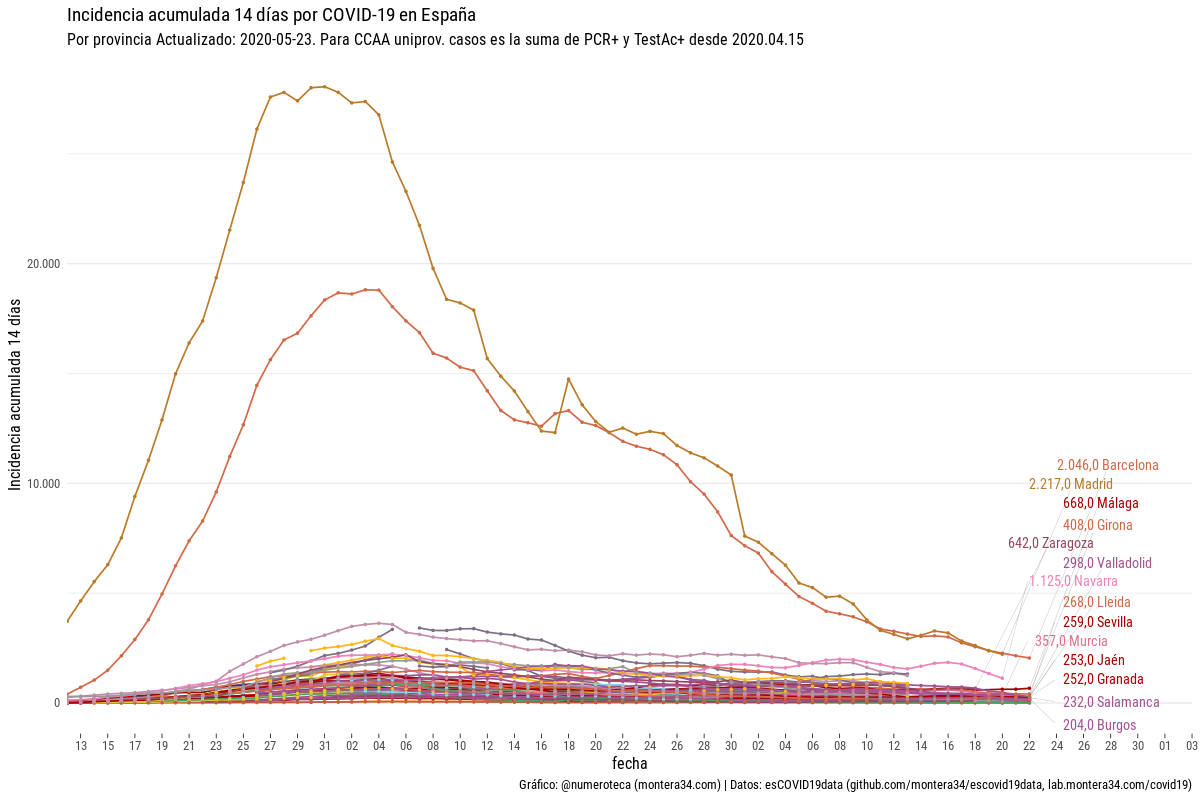 Incidencia acumulada 14 días por COVID-19 en España
Por provincia Actualizado: 2020-05-23. Para CCAA uniprov. casos es la suma de PCR+ y TestAc+ desde 2020.04.15
Incidencia acumulada 14 días
20.000
10.000
0
2.046,0 Barcelona
2.217,0 Madrid
668,0 Málaga
408,0 Girona
642,0 Zaragoza
298,0 Valladolid
1.125,0 Navarra
268,0 Lleida
259,0 Sevilla
357,0 Murcia
253,0 Jaén
252,0 Granada
232,0 Salamanca
204,0 Burgos
13 15 17 19 21 23 25 27 29 31 02 04 06 08 10 12 14 16 18 20 22 24 26 28 30 02 04 06 08 10 12 14 16 18 20 22 24 26 28 30 01 03
fecha
Gráfico: @numeroteca (montera34.com) | Datos: esCOVID19data (github.com/montera34/escovid19data, lab.montera34.com/covid19)